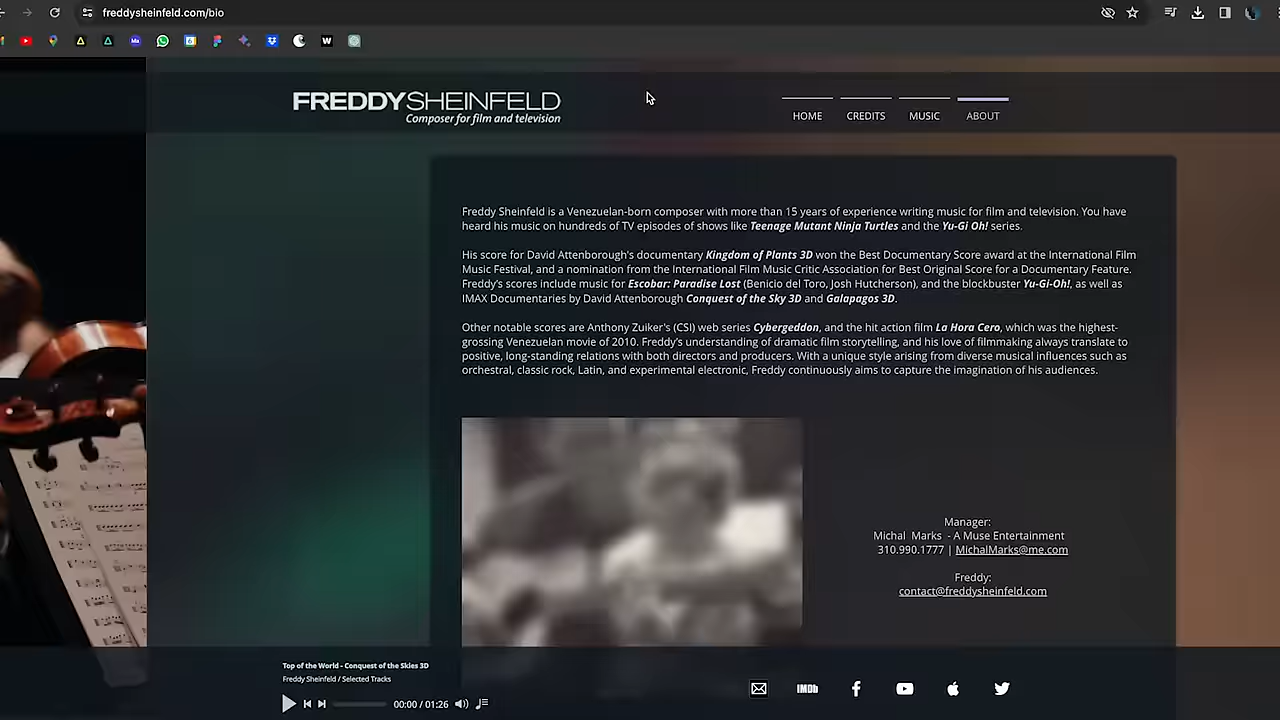 freddysheinfeld.com/bio
FREDDYSHEINFELD
Composer for film and television
HOME
CREDITS
MUSIC
ABOUT
Freddy Sheinfeld is a Venezuelan-born composer with more than 15 years of experience writing music for film and television. You have
heard his music on hundreds of TV episodes of shows like Teenage Mutant Ninja Turtles and the Yu-Gi Oh! series.
His score for David Attenborough's documentary Kingdom of Plants 3D won the Best Documentary Score award at the International Film
Music Festival, and a nomination from the International Film Music Critic Association for Best Original Score for a Documentary Feature.
Freddy's scores include music for Escobar: Paradise Lost (Benicio del Toro, Josh Hutcherson), and the blockbuster Yu-Gi-Oh!, as well as
IMAX Documentaries by David Attenborough Conquest of the Sky 3D and Galapagos 3D.
Other notable scores are Anthony Zuiker's (CSI) web series Cybergeddon, and the hit action film La Hora Cero, which was the highest-
grossing Venezuelan movie of 2010. Freddy's understanding of dramatic film storytelling, and his love of filmmaking always translate to
positive, long-standing relations with both directors and producers. With a unique style arising from diverse musical influences such as
orchestral, classic rock, Latin, and experimental electronic, Freddy continuously aims to capture the imagination of his audiences.
Manager:
Michal Marks - A Muse Entertainment
310.990.1777 | MichalMarks@me.com
Freddy:
contact@freddysheinfeld.com
Top of the World - Conquest of the Skies 3D
Freddy Sheinfeld / Selected Tracks
00:00 / 01:26
IMDb